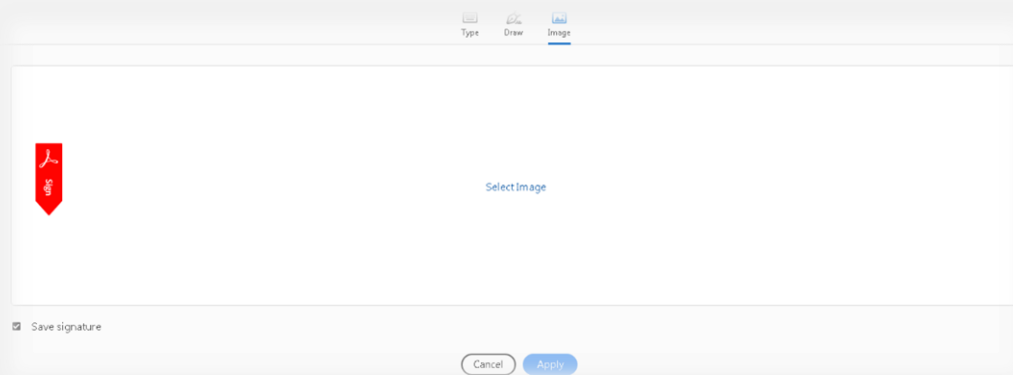 Type Draw Image
Sign
Select Image
Save signature
Cancel Apply